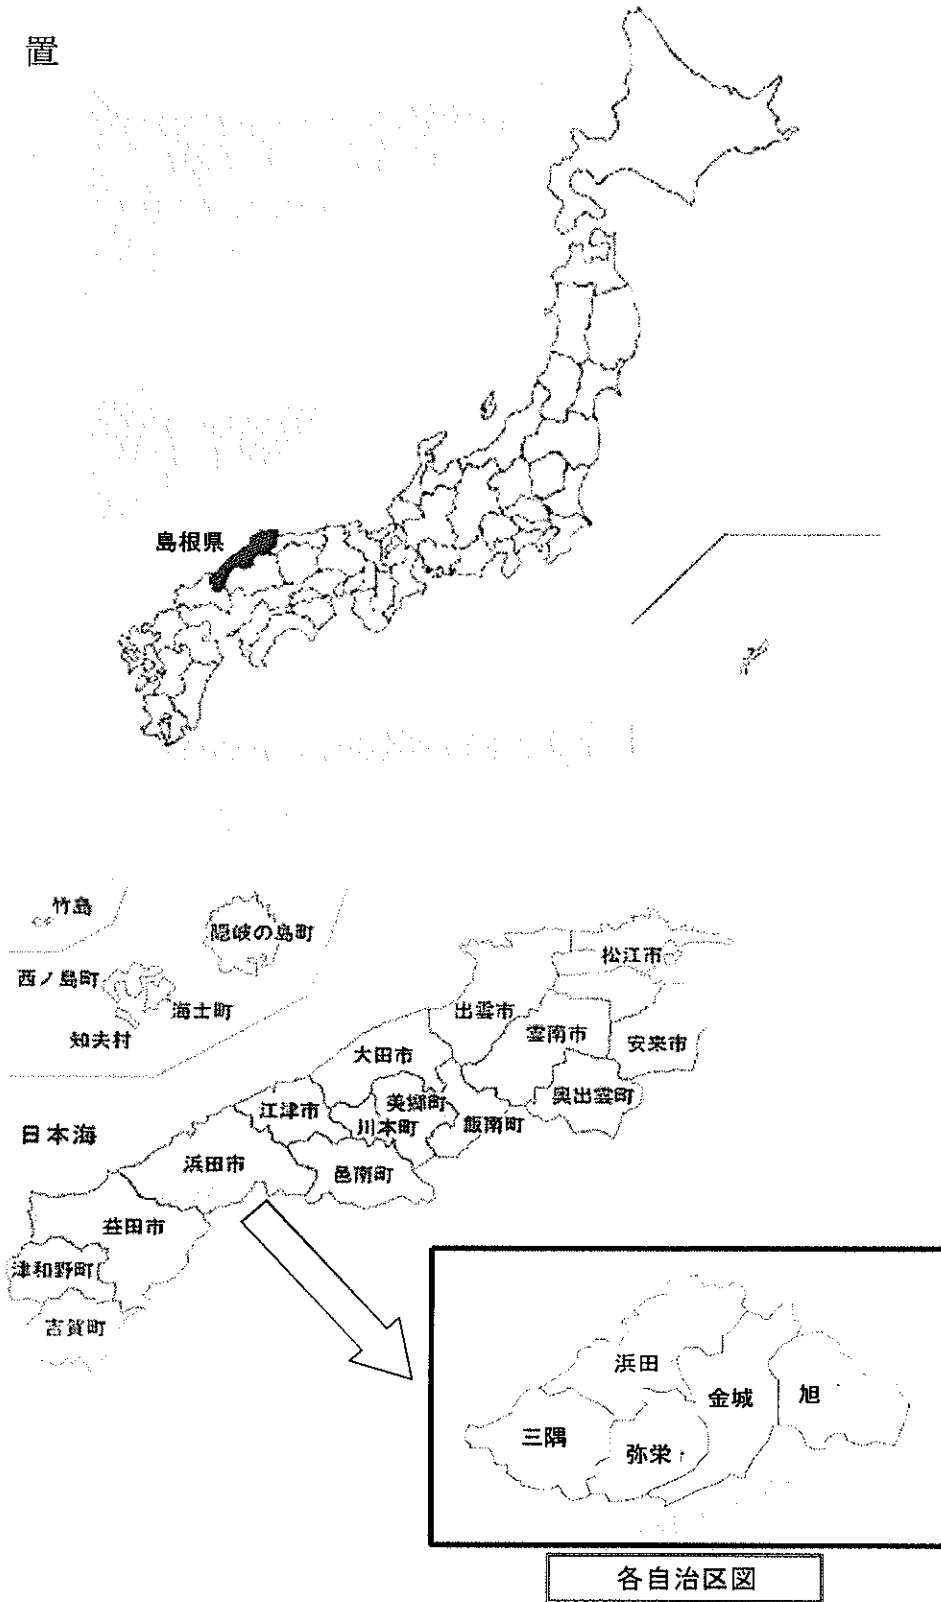 置
島根県
竹島
隠岐の島町
西ノ島町
海士町
知夫村
松江市
出雲市
雲南市
安来市
大田市
奥出雲町
美郷町
江津市
川本町
飯南町
日本海
浜田市
邑南町
益田市
津和野町
吉賀町
浜田
金城
旭
三隅
弥栄
各自治区図